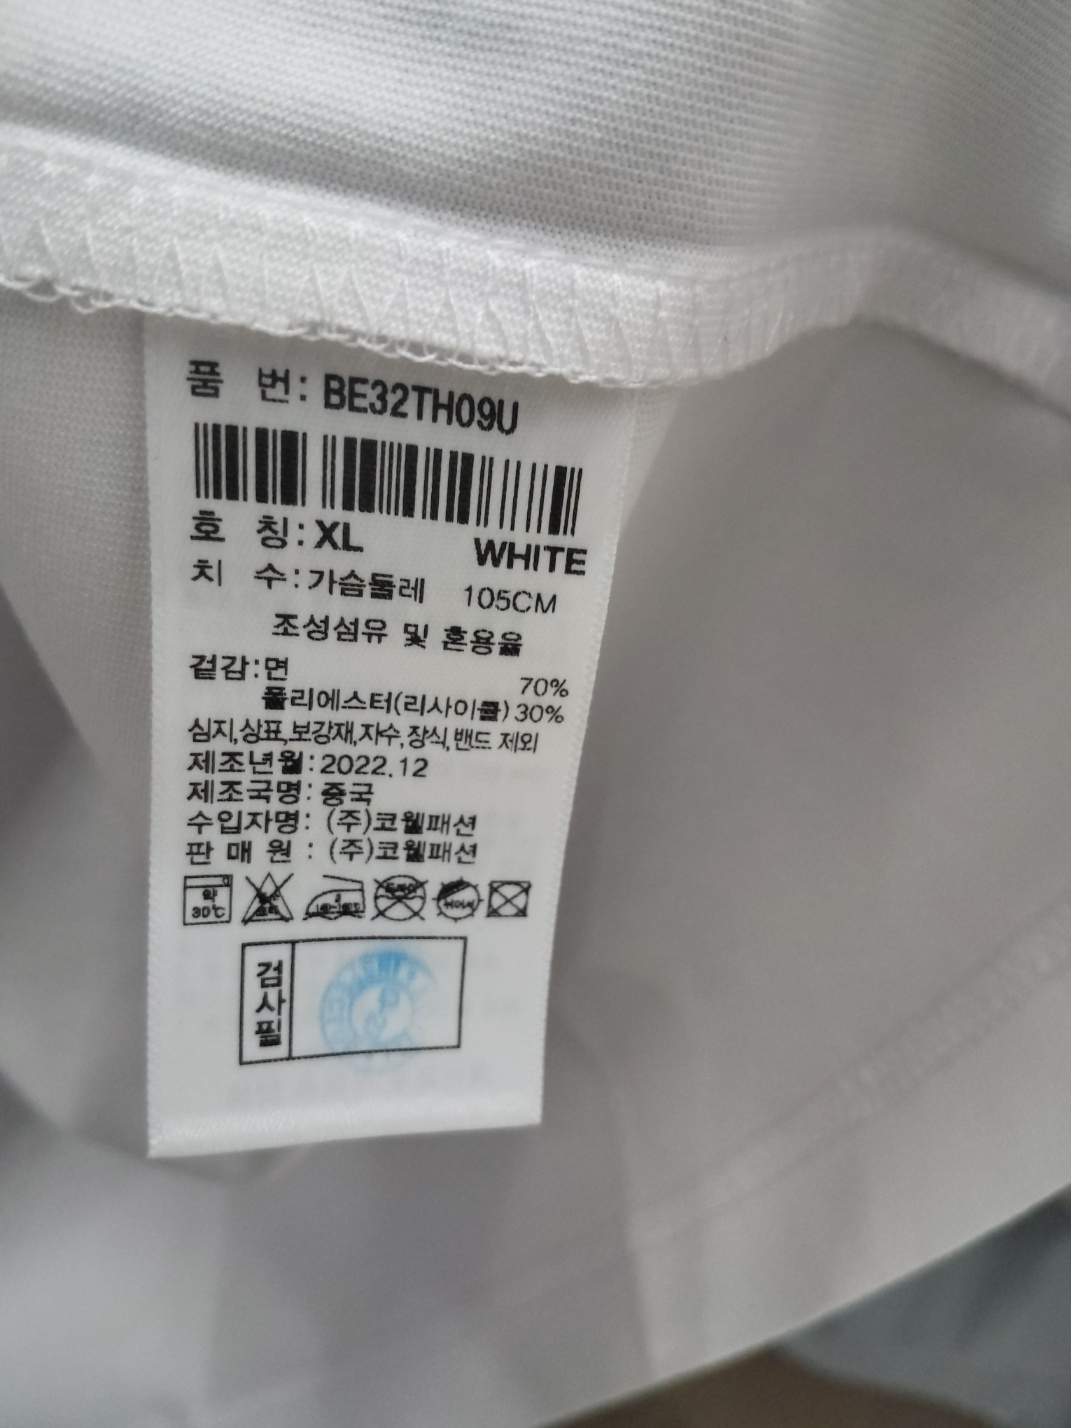 품 번: BE32TH09U
호 칭: XL WHITE
치 수: 가슴둘레 105CM
조성섬유 및 혼용율
겉감: 면 70%
폴리에스터(리사이클) 30%
심지,상표,보강재,자수,장식,밴드 제외
제조년월: 2022.12
제조국명: 중국
수입자명: (주)코웰패션
판 매 원 : (주)코웰패션
약
30℃
검사필